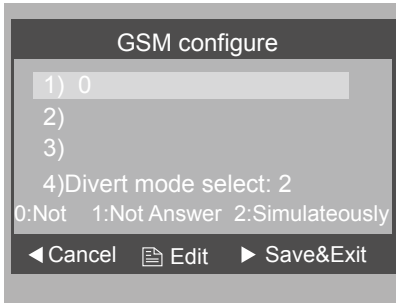 GSM configure
1) 0
2)
3)
4)Divert mode select: 2
0:Not 1:Not Answer 2:Simulateously
◀Cancel Edit ▶ Save&Exit